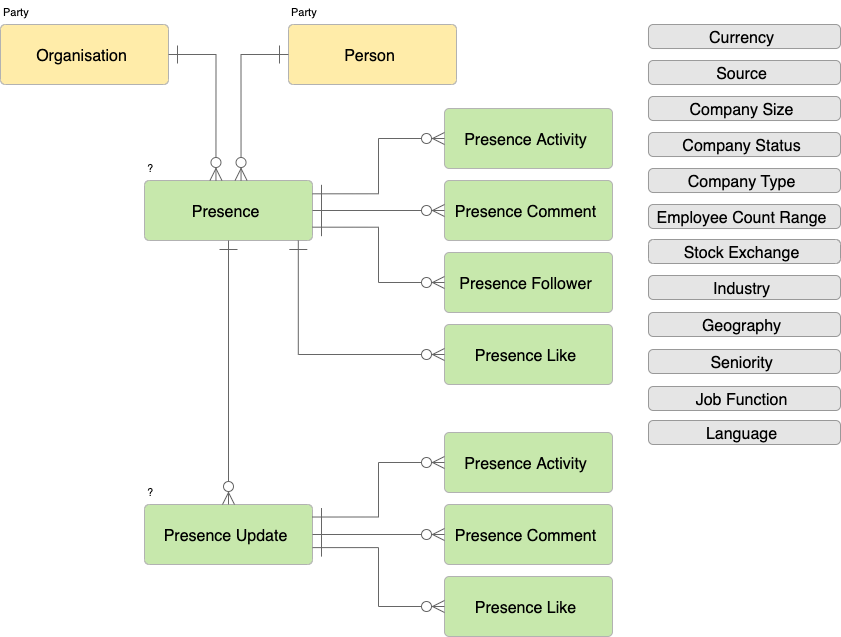 Party
Party
Organisation
Person
Currency
Source
Company Size
Company Status
Company Type
Employee Count Range
Stock Exchange
Industry
Geography
Seniority
Job Function
Language
Presence Activity
?
Presence
Presence Comment
Presence Follower
Presence Like
Presence Activity
?
Presence Update
Presence Comment
Presence Like